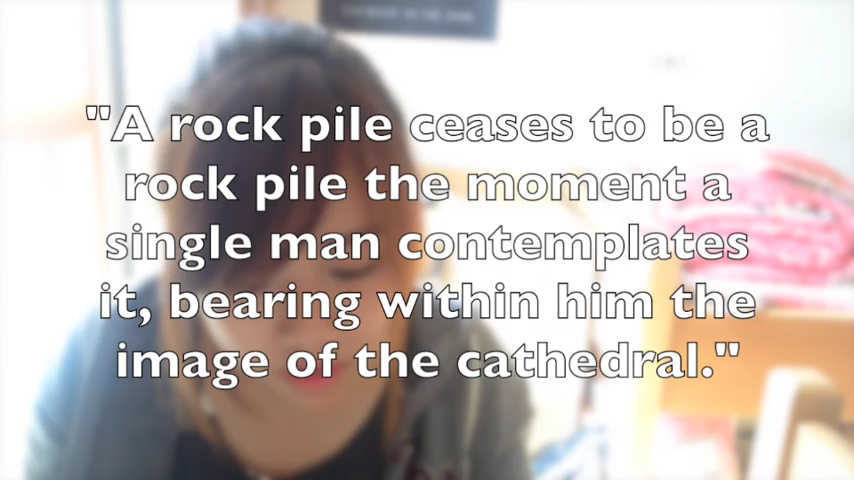 "A rock pile ceases to be a
rock pile the moment a
single man contemplates
it, bearing within him the
image of the cathedral."